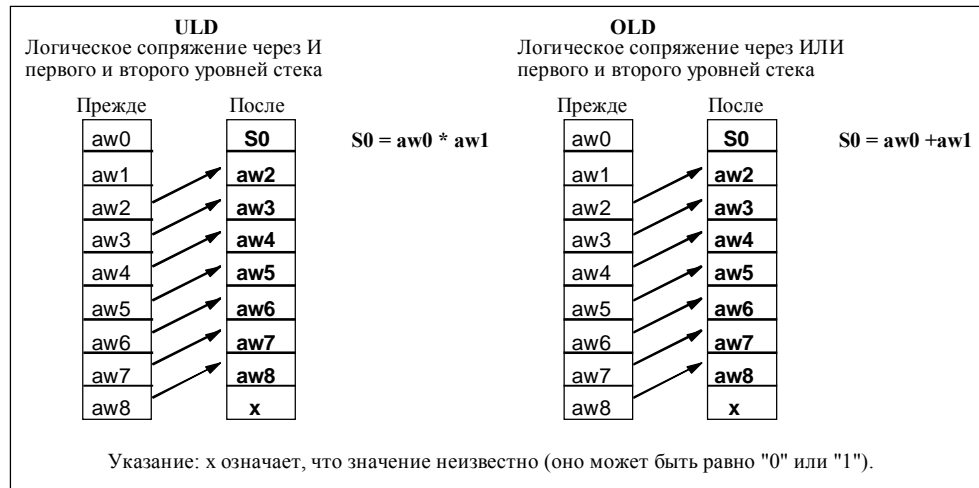 ULD
Логическое сопряжение через И
первого и второго уровней стека
Прежде
После
aw0
S0
S0 = aw0 * aw1
aw1
aw2
aw2
aw3
aw3
aw4
aw4
aw5
aw5
aw6
aw6
aw7
aw7
aw8
aw8
x
OLD
Логическое сопряжение через ИЛИ
первого и второго уровней стека
Прежде
После
aw0
S0
S0 = aw0 +aw1
aw1
aw2
aw2
aw3
aw3
aw4
aw4
aw5
aw5
aw6
aw6
aw7
aw7
aw8
aw8
x
Указание: x означает, что значение неизвестно (оно может быть равно "0" или "1").